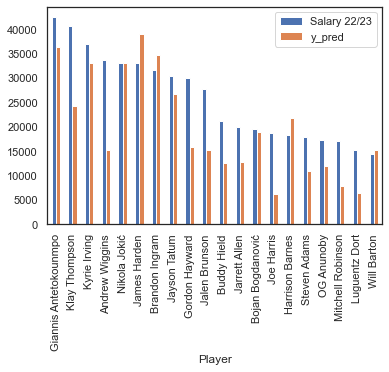 Salary 22/23
y_pred
40000
35000
30000
25000
20000
15000
10000
5000
0
Giannis Antetokounmpo
Klay Thompson
Kyrie Irving
Andrew Wiggins
Nikola Jokić
James Harden
Brandon Ingram
Jayson Tatum
Gordon Hayward
Jalen Brunson
Buddy Hield
Jarrett Allen
Bojan Bogdanović
Joe Harris
Harrison Barnes
Steven Adams
OG Anunoby
Mitchell Robinson
Luguentz Dort
Will Barton
Player